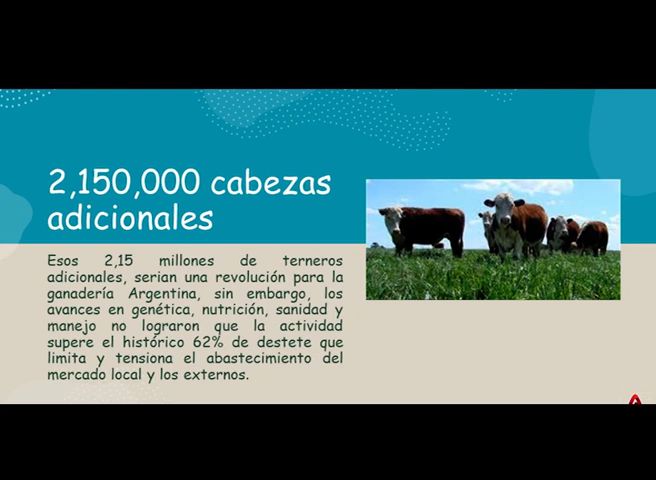 2,150,000 cabezas
adicionales
Esos 2,15 millones de terneros
adicionales, serian una revolución para la
ganadería Argentina, sin embargo, los
avances en genética, nutrición, sanidad y
manejo no lograron que la actividad
supere el histórico 62% de destete que
limita y tensiona el abastecimiento del
mercado local y los externos.